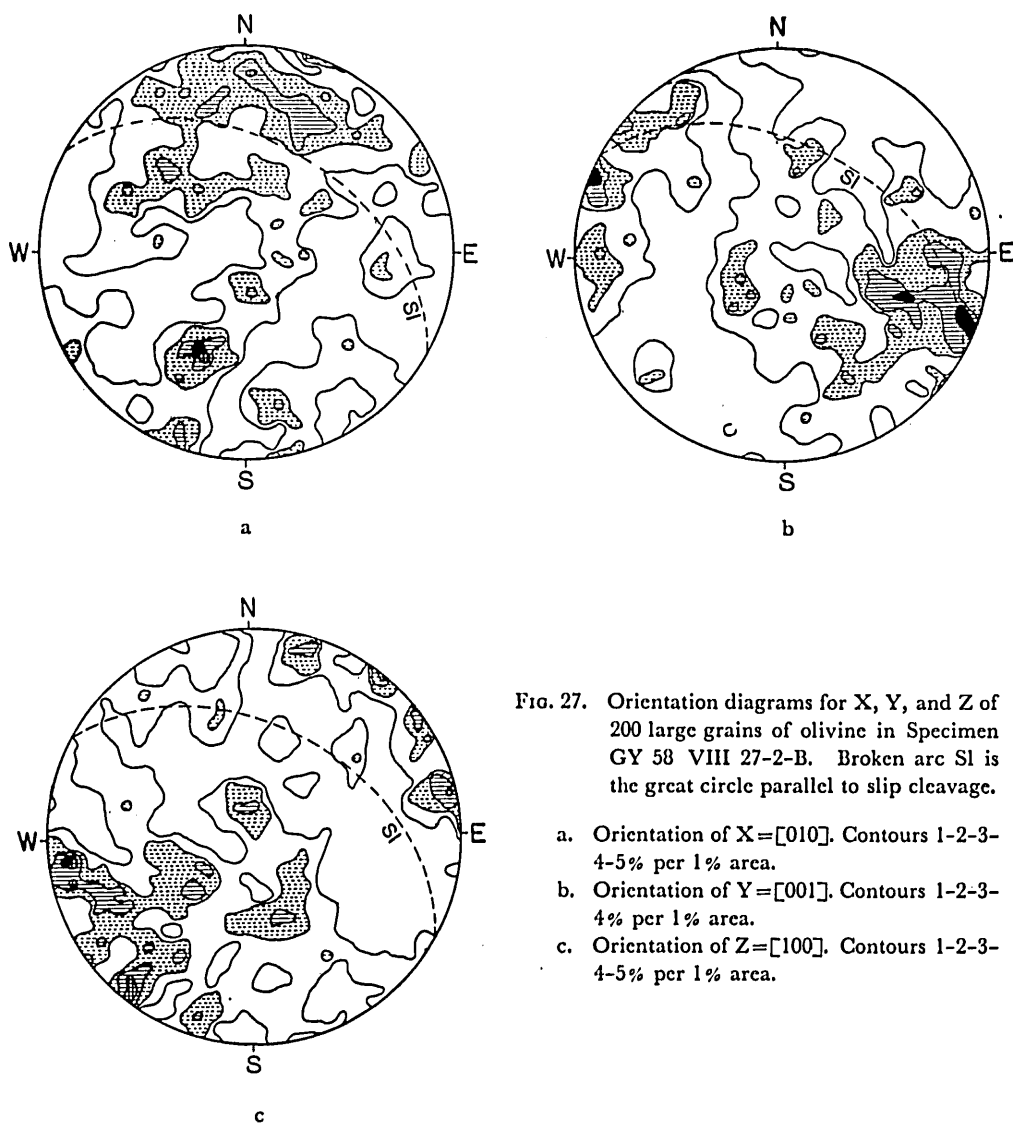 N
W
E
Sl
S
a
N
W
E
Sl
S
b
N
W
E
Sl
S
c
FIG. 27. Orientation diagrams for X, Y, and Z of
200 large grains of olivine in Specimen
GY 58 VIII 27-2-B. Broken arc Sl is
the great circle parallel to slip cleavage.
a. Orientation of X=[010]. Contours 1-2-3-
4-5% per 1% area.
b. Orientation of Y=[001]. Contours 1-2-3-
4% per 1% area.
c. Orientation of Z=[100]. Contours 1-2-3-
4-5% per 1% area.